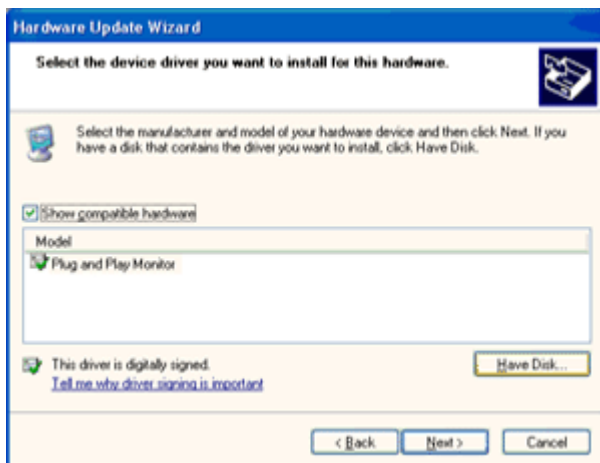 Hardware Update Wizard
Select the device driver you want to install for this hardware.
Select the manufacturer and model of your hardware device and then click Next. If you
have a disk that contains the driver you want to install, click Have Disk.
Show compatible hardware
Model
Plug and Play Monitor
This driver is digitally signed.
Have Disk...
Tell me why driver signing is important
< Back
Next >
Cancel